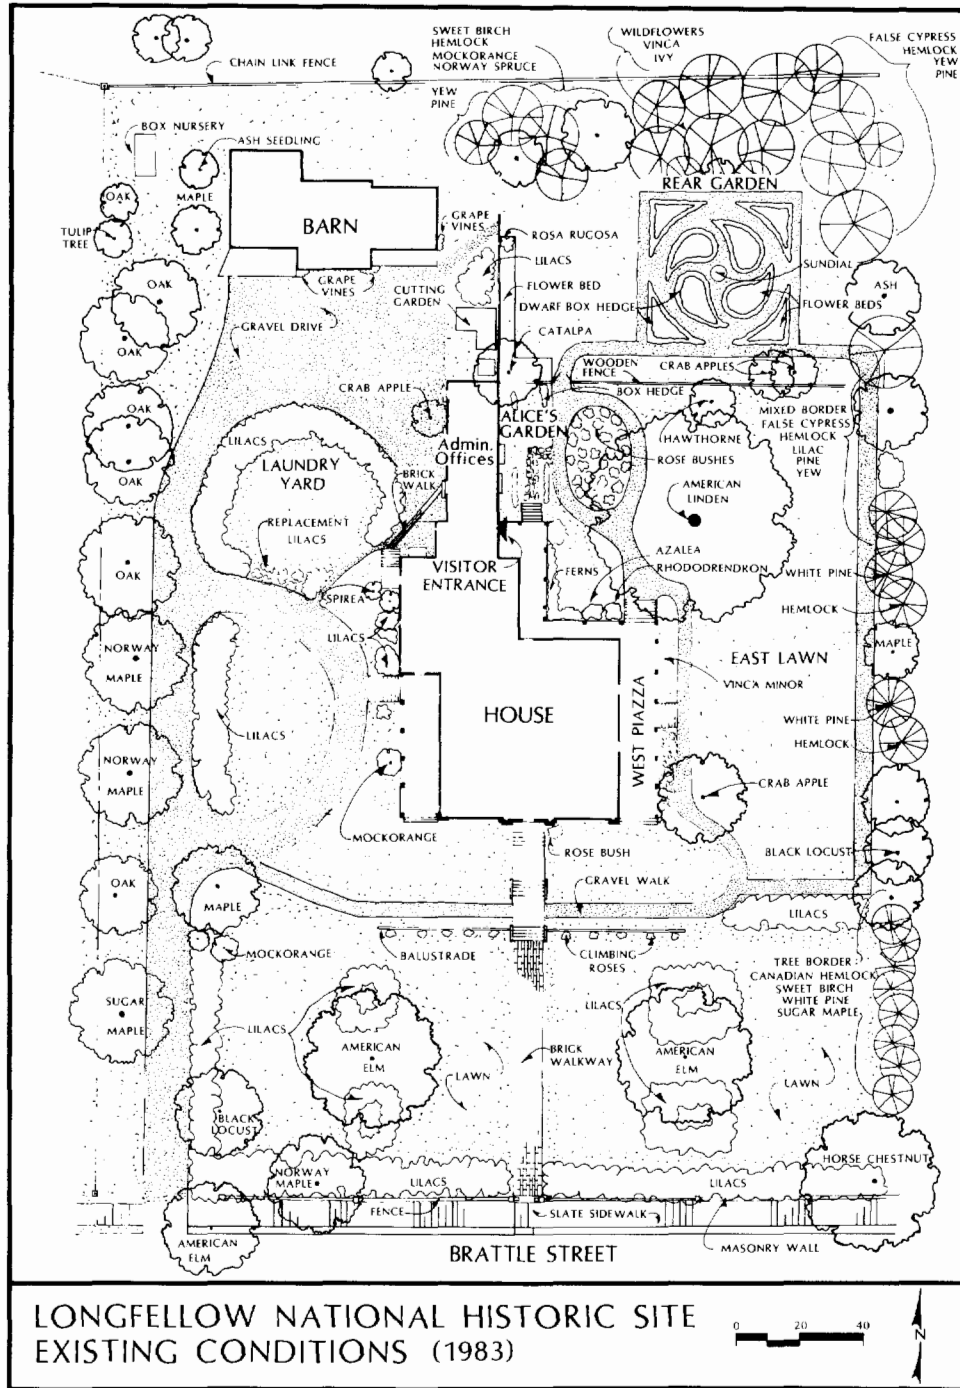 SWEET BIRCH
HEMLOCK
MOCKORANGE
NORWAY SPRUCE
WILDFLOWERS
VINCA
IVY
FALSE CYPRESS
HEMLOCK
YEW
PINE
CHAIN LINK FENCE
YEW
PINE
BOX NURSERY
ASH SEEDLING
OAK
MAPLE
TULIP
TREE
BARN
GRAPE
VINES
REAR GARDEN
ROSA RUGOSA
LILACS
SUNDIAL
OAK
GRAPE
VINES
CUTTING
GARDEN
FLOWER BED
DWARF BOX HEDGE
FLOWER BEDS
ASH
GRAVEL DRIVE
CATALPA
OAK
WOODEN
FENCE
CRAB APPLES
CRAB APPLE
BOX HEDGE
OAK
ALICE'S
GARDEN
MIXED BORDER
FALSE CYPRESS
HEMLOCK
LILAC
PINE
YEW
LILACS
Admin.
Offices
HAWTHORNE
LAUNDRY
YARD
BRICK
WALK
ROSE BUSHES
OAK
AMERICAN
LINDEN
REPLACEMENT
LILACS
AZALEA
RHODODRENDRON
VISITOR
ENTRANCE
FERNS
OAK
WHITE PINE
SPIREA
HEMLOCK
LILACS
NORWAY
MAPLE
EAST LAWN
MAPLE
VINCA MINOR
HOUSE
WEST PIAZZA
WHITE PINE
LILACS
HEMLOCK
NORWAY
MAPLE
CRAB APPLE
MOCKORANGE
ROSE BUSH
BLACK LOCUST
OAK
GRAVEL WALK
MAPLE
LILACS
MOCKORANGE
BALUSTRADE
CLIMBING
ROSES
TREE BORDER
CANADIAN HEMLOCK
SWEET BIRCH
WHITE PINE
SUGAR MAPLE
SUGAR
MAPLE
LILACS
LILACS
AMERICAN
ELM
BRICK
WALKWAY
AMERICAN
ELM
LAWN
LAWN
BLACK
LOCUST
HORSE CHESTNUT
NORWAY
MAPLE
LILACS
LILACS
FENCE
SLATE SIDEWALK
AMERICAN
ELM
BRATTLE STREET
MASONRY WALL
LONGFELLOW NATIONAL HISTORIC SITE
EXISTING CONDITIONS (1983)
0 20 40
N